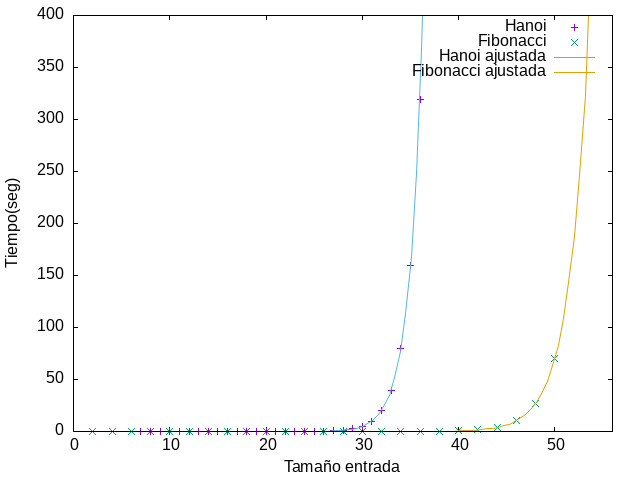 400
350
300
250
200
150
100
50
0
Tiempo(seg)
Hanoi
Fibonacci
Hanoi ajustada
Fibonacci ajustada
0 10 20 30 40 50
Tamaño entrada